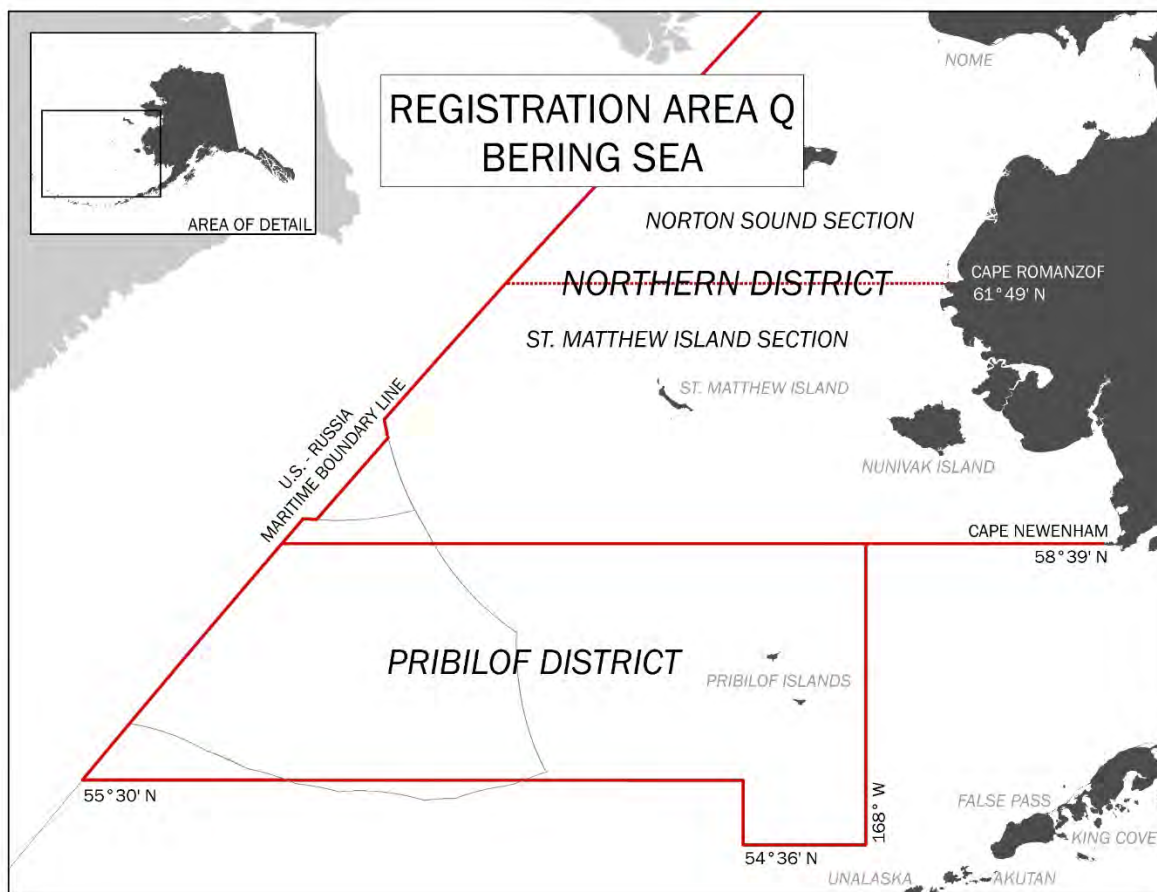 NOME
REGISTRATION AREA Q
BERING SEA
AREA OF DETAIL
NORTON SOUND SECTION
NORTHERN DISTRICT
CAPE ROMANZOF
61°49' N
ST. MATTHEW ISLAND SECTION
ST. MATTHEW ISLAND
U.S. - RUSSIA
MARITIME BOUNDARY LINE
NUNIVAK ISLAND
CAPE NEWENHAM
58°39' N
PRIBILOF DISTRICT
PRIBILOF ISLANDS
55°30' N
168° W
FALSE PASS
KING COVE
54°36' N
UNALASKA
AKUTAN